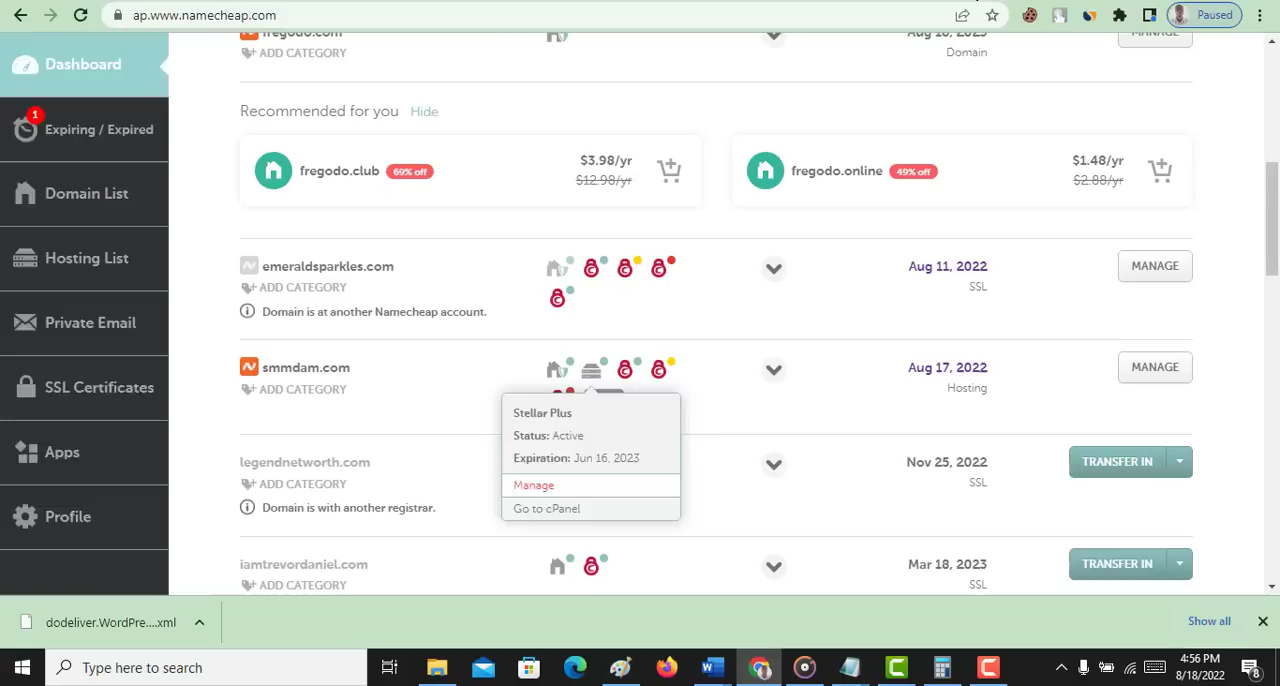 ap.www.namecheap.com
Paused
Dashboard
1
Expiring / Expired
Domain List
Hosting List
Private Email
SSL Certificates
Apps
Profile
fregodo.com
Aug 10, 2023
MANAGE
ADD CATEGORY
Domain
Recommended for you Hide
fregodo.club 69% off $3.98/yr
$12.98/yr
fregodo.online 49% off $1.48/yr
$2.88/yr
emeraldsparkles.com Aug 11, 2022 MANAGE
ADD CATEGORY SSL
Domain is at another Namecheap account.
smmdam.com Aug 17, 2022 MANAGE
ADD CATEGORY Hosting
Stellar Plus
Status: Active
Expiration: Jun 16, 2023
Manage
Go to cPanel
legendnetworth.com Nov 25, 2022 TRANSFER IN
ADD CATEGORY SSL
Domain is with another registrar.
iamtrevordaniel.com Mar 18, 2023 TRANSFER IN
ADD CATEGORY SSL
dodeliver.WordPre....xml
Show all
Type here to search
4:56 PM
8/18/2022
8